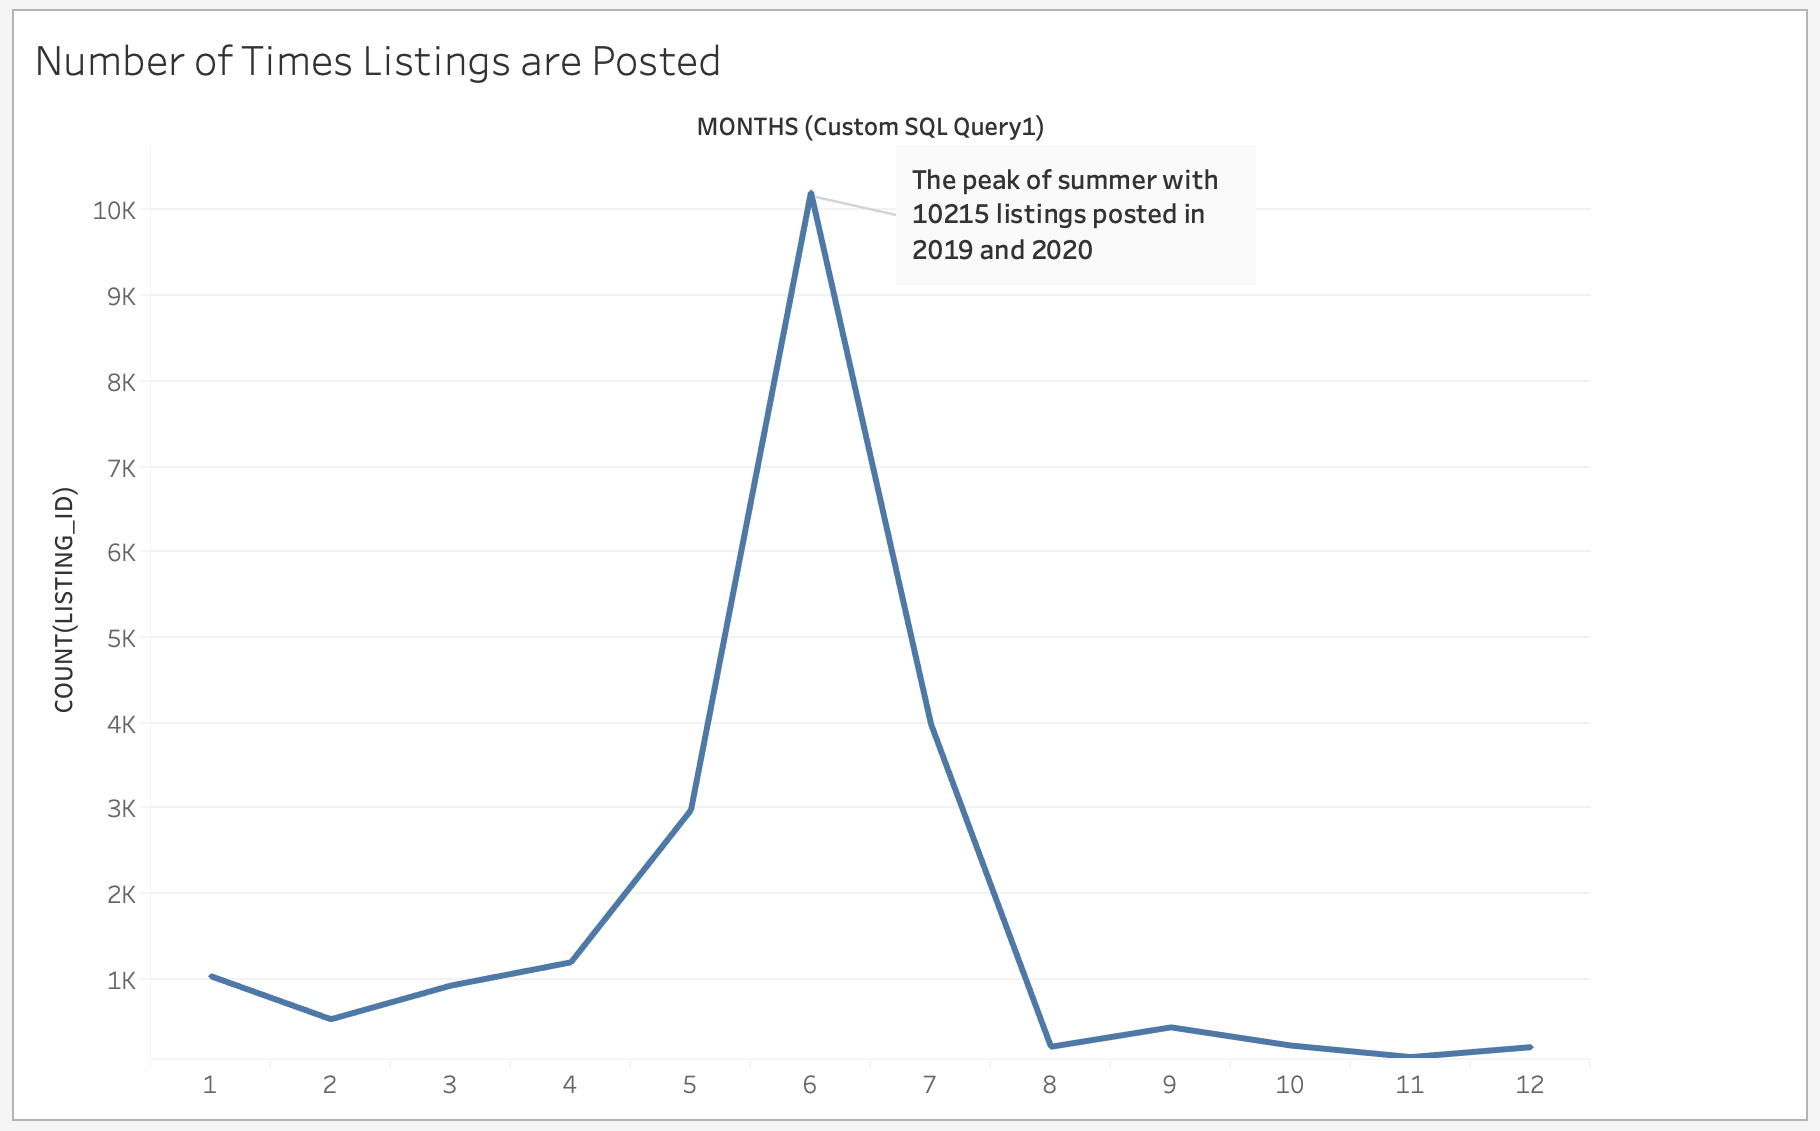 Number of Times Listings are Posted
MONTHS (Custom SQL Query1)
The peak of summer with
10215 listings posted in
2019 and 2020
10K
9K
8K
7K
6K
5K
4K
3K
2K
1K
COUNT(LISTING_ID)
1 2 3 4 5 6 7 8 9 10 11 12